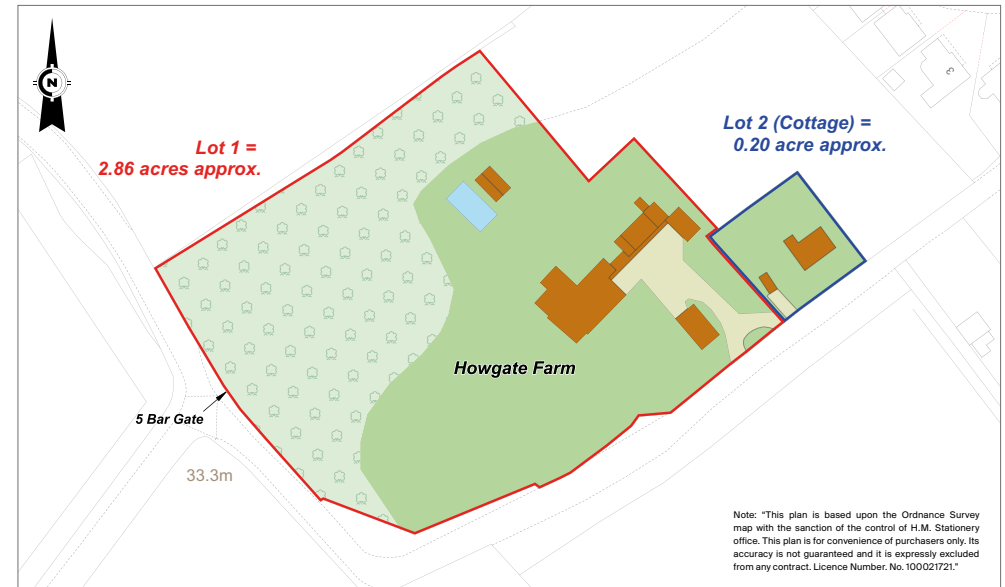 N
Lot 1 =
2.86 acres approx.
Lot 2 (Cottage) =
0.20 acre approx.
3
Howgate Farm
5 Bar Gate
33.3m
Note: “This plan is based upon the Ordnance Survey
map with the sanction of the control of H.M. Stationery
office. This plan is for convenience of purchasers only. Its
accuracy is not guaranteed and it is expressly excluded
from any contract. Licence Number. No. 100021721.”